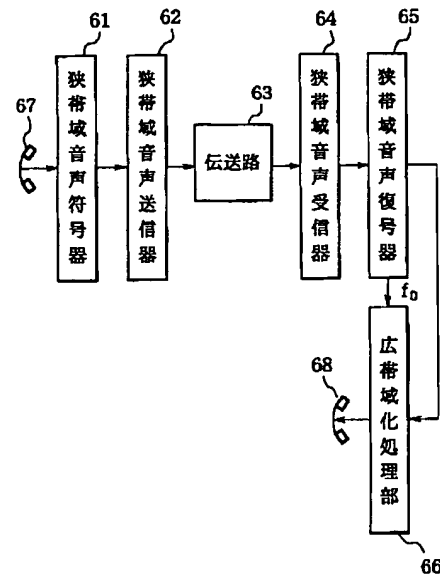 61
62
63
64
65
67
狭帯域音声符号器
狭帯域音声送信器
伝送路
狭帯域音声受信器
狭帯域音声復号器
f₀
68
広帯域化処理部
66